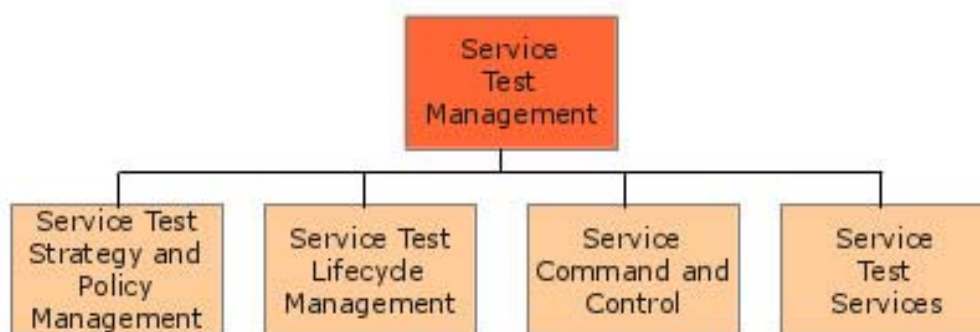 Service
Test
Management
Service Test
Strategy and
Policy
Management
Service Test
Lifecycle
Management
Service
Command and
Control
Service
Test
Services